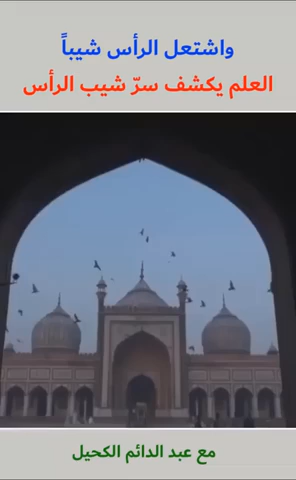 واشتعل الرأس شيباً
العلم يكشف سرّ شيب الرأس
مع عبد الدائم الكحيل